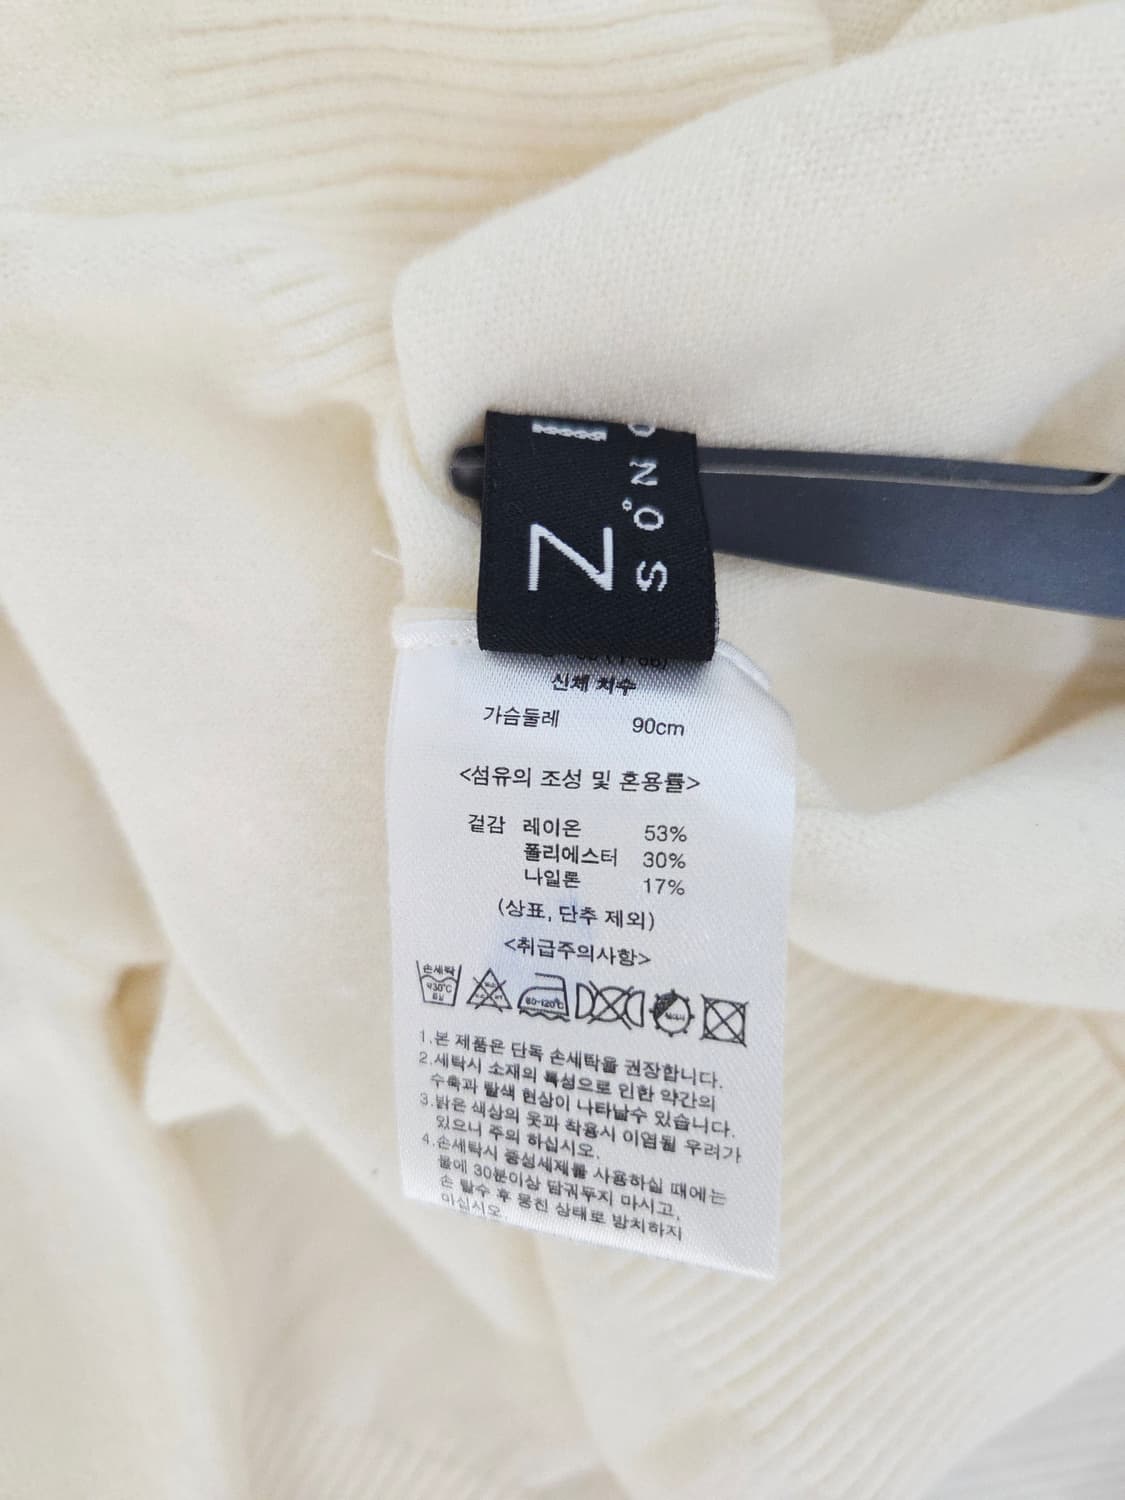 Z
SŎNO
신체 치수
가슴둘레 90cm
<섬유의 조성 및 혼용률>
겉감 레이온 53%
폴리에스터 30%
나일론 17%
(상표, 단추 제외)
<취급주의사항>
손세탁
약30℃
중성
80~120℃
1.본 제품은 단독 손세탁을 권장합니다.
2.세탁시 소재의 특성으로 인한 약간의
수축과 탈색 현상이 나타날수 있습니다.
3.밝은 색상의 옷과 착용시 이염될 우려가
있으니 주의 하십시오.
4.손세탁시 중성세제를 사용하실 때에는
물에 30분이상 담궈두지 마시고,
손 탈수 후 뭉친 상태로 방치하지
마십시오.